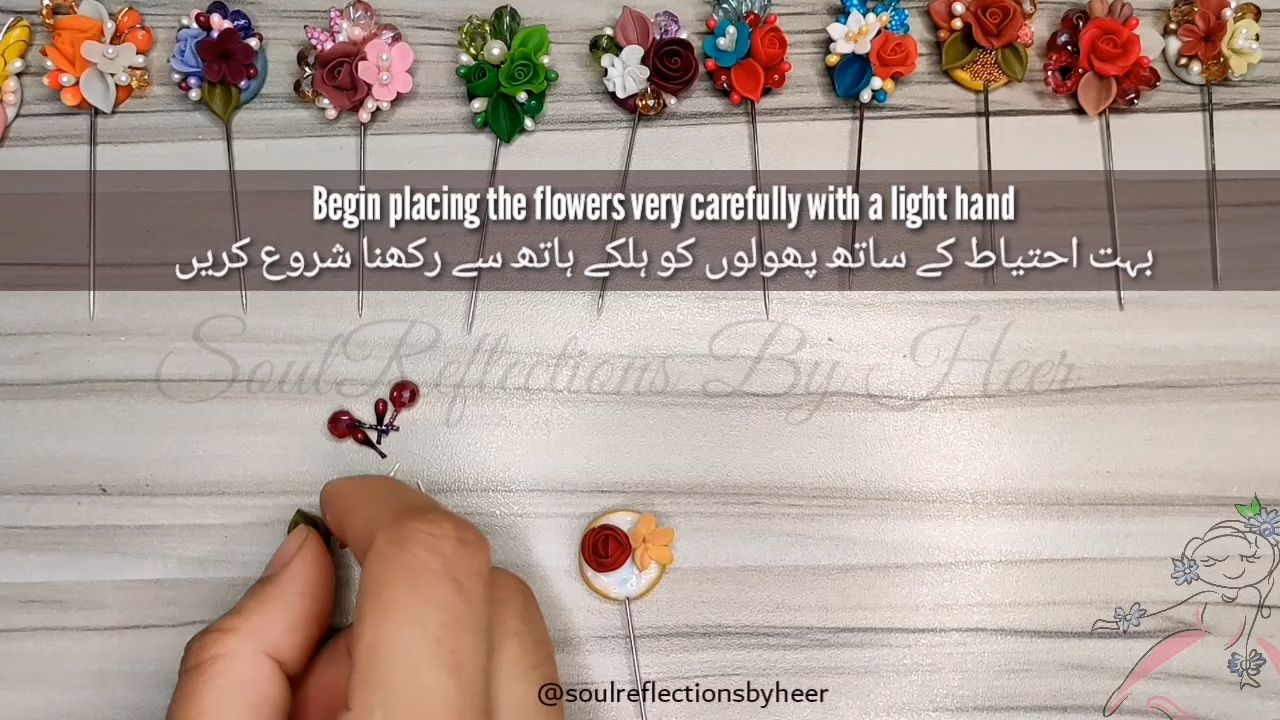 Begin placing the flowers very carefully with a light hand
بہت احتیاط کے ساتھ پھولوں کو ہلکے ہاتھ سے رکھنا شروع کریں
SoulReflections By Heer
@soulreflectionsbyheer